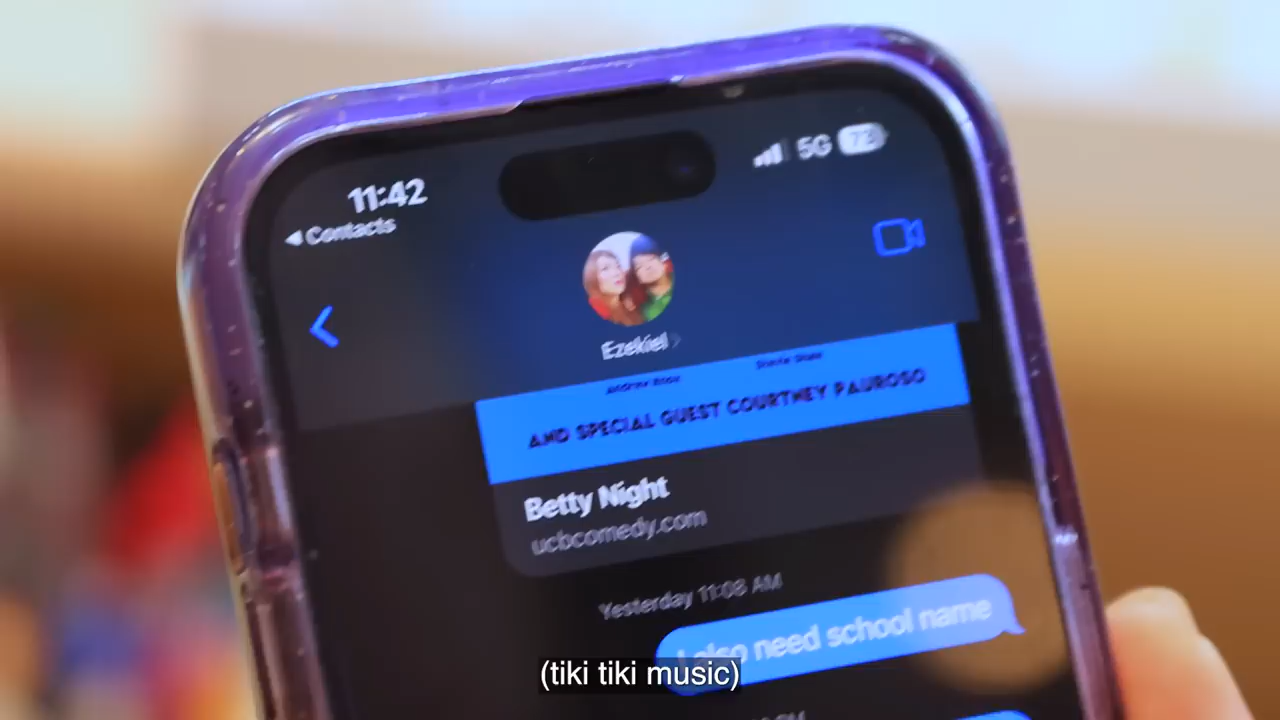 11:42
5G 73
Contacts
Ezekiel
AND SPECIAL GUEST COURTNEY PAUROSO
Betty Night
ucbcomedy.com
Yesterday 11:08 AM
I also need school name
(tiki tiki music)